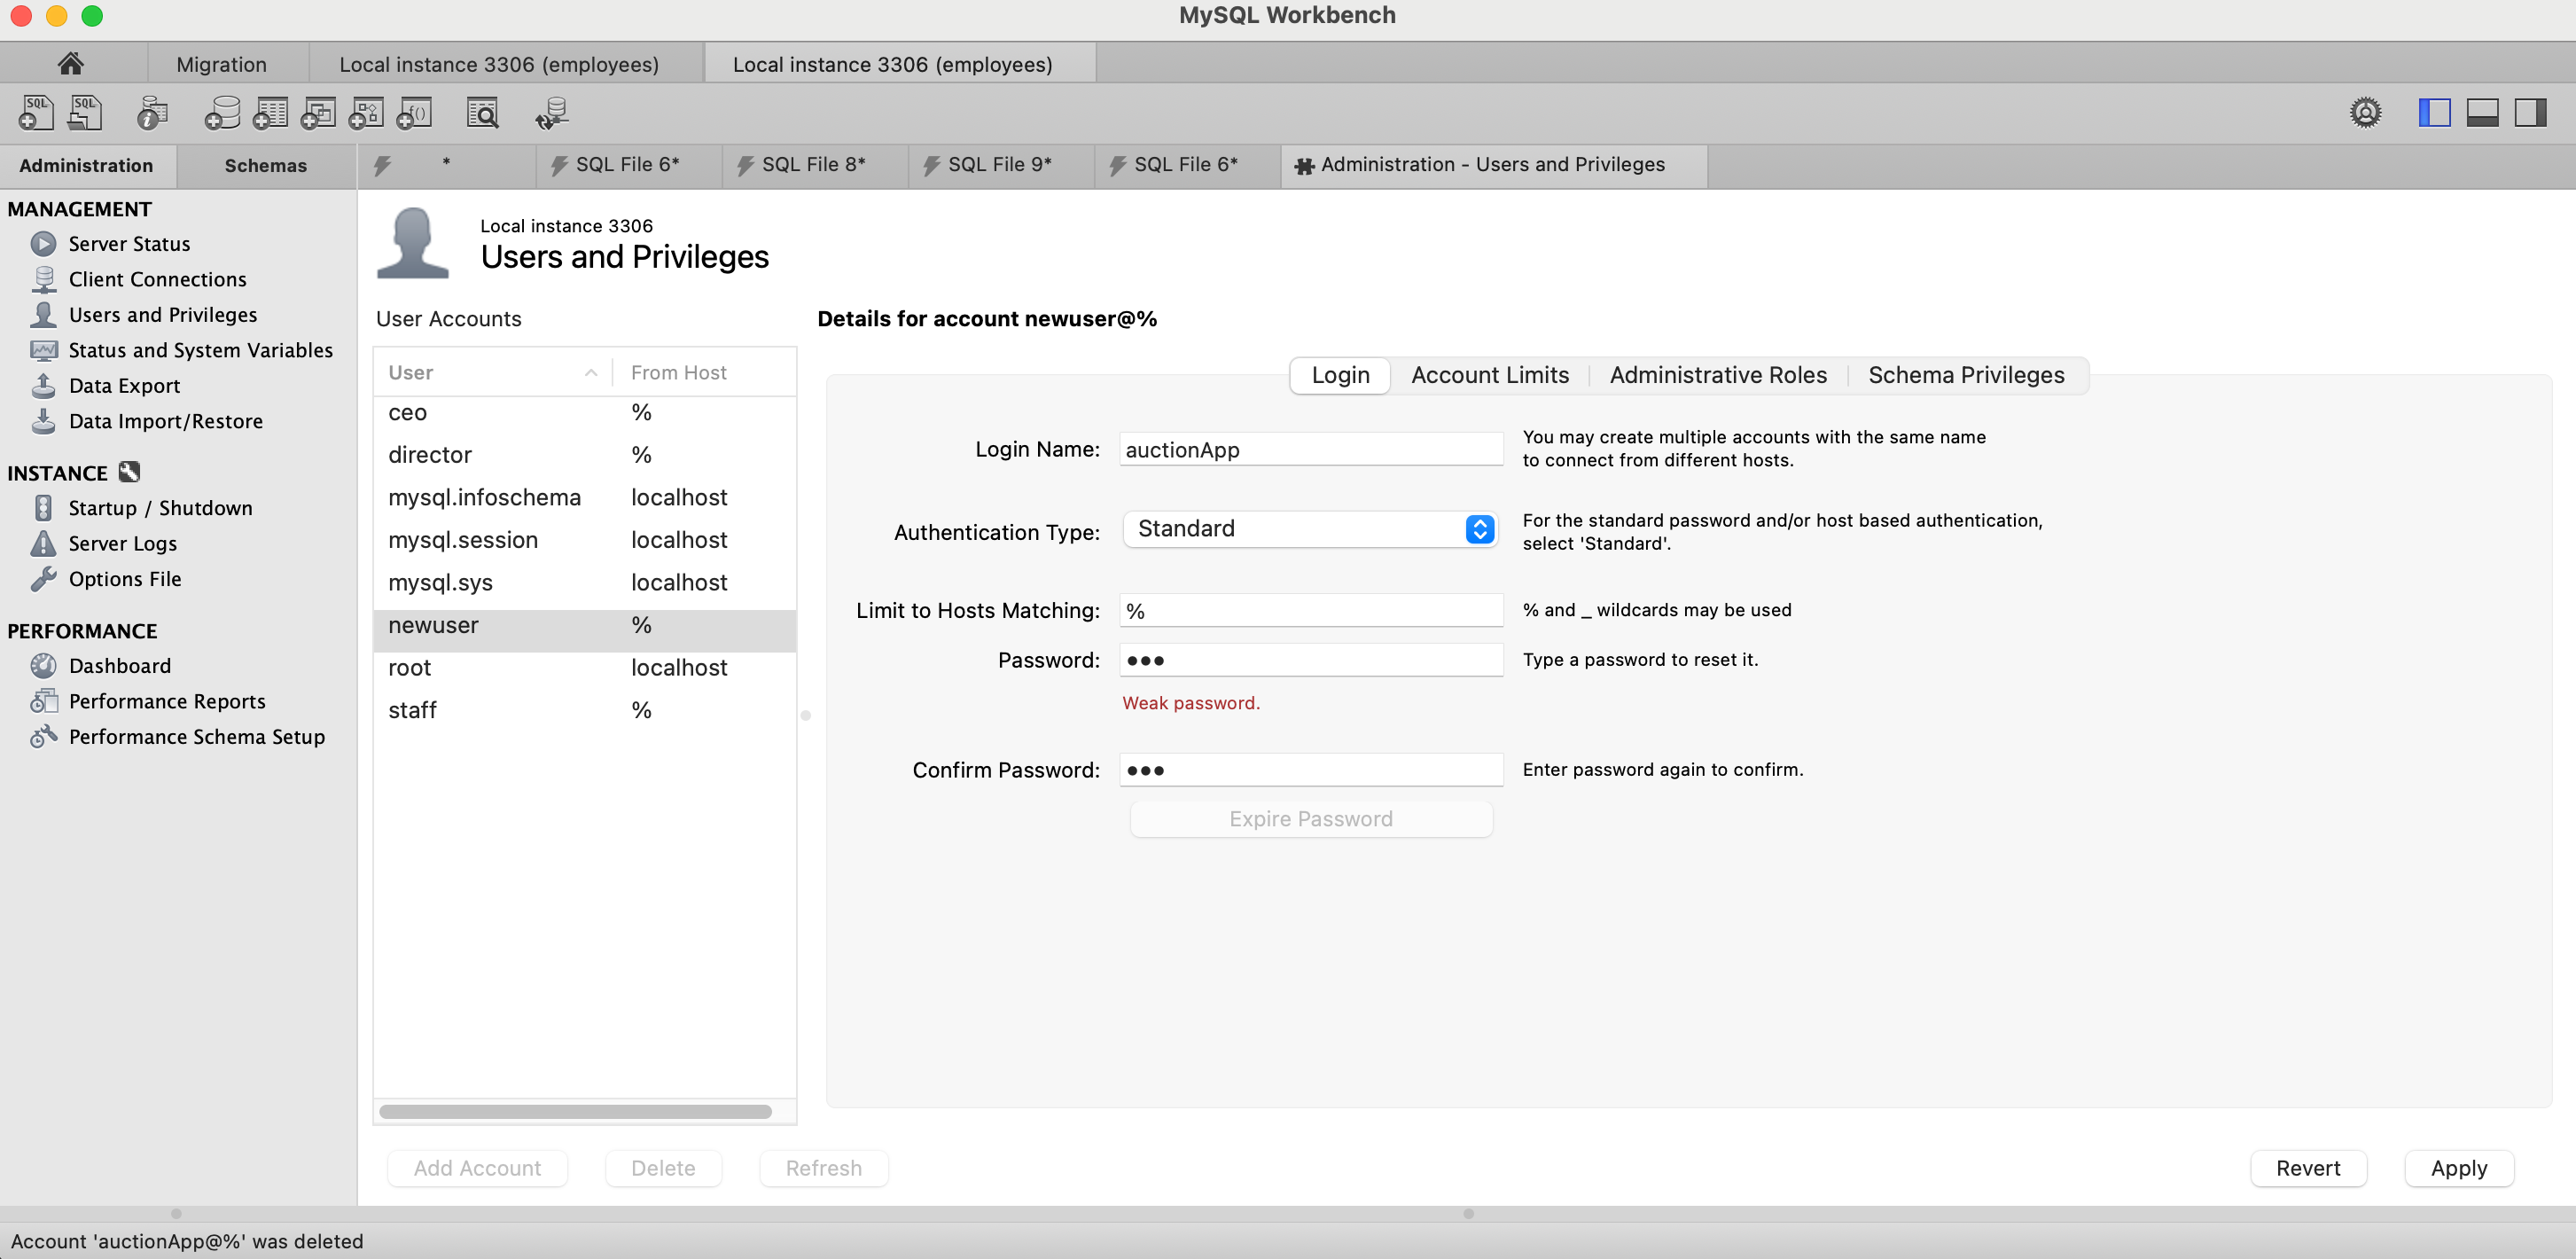 MySQL Workbench
Migration
Local instance 3306 (employees)
Local instance 3306 (employees)
SQL
SQL
f()
Administration
Schemas
*
SQL File 6*
SQL File 8*
SQL File 9*
SQL File 6*
Administration - Users and Privileges
MANAGEMENT
Server Status
Client Connections
Users and Privileges
Status and System Variables
Data Export
Data Import/Restore
INSTANCE
Startup / Shutdown
Server Logs
Options File
PERFORMANCE
Dashboard
Performance Reports
Performance Schema Setup
Local instance 3306
Users and Privileges
User Accounts
User From Host
ceo %
director %
mysql.infoschema localhost
mysql.session localhost
mysql.sys localhost
newuser %
root localhost
staff %
Add Account
Delete
Refresh
Details for account newuser@%
Login
Account Limits
Administrative Roles
Schema Privileges
Login Name: auctionApp
You may create multiple accounts with the same name
to connect from different hosts.
Authentication Type: Standard
For the standard password and/or host based authentication,
select 'Standard'.
Limit to Hosts Matching: %
% and _ wildcards may be used
Password: •••
Type a password to reset it.
Weak password.
Confirm Password: •••
Enter password again to confirm.
Expire Password
Revert
Apply
Account 'auctionApp@%' was deleted